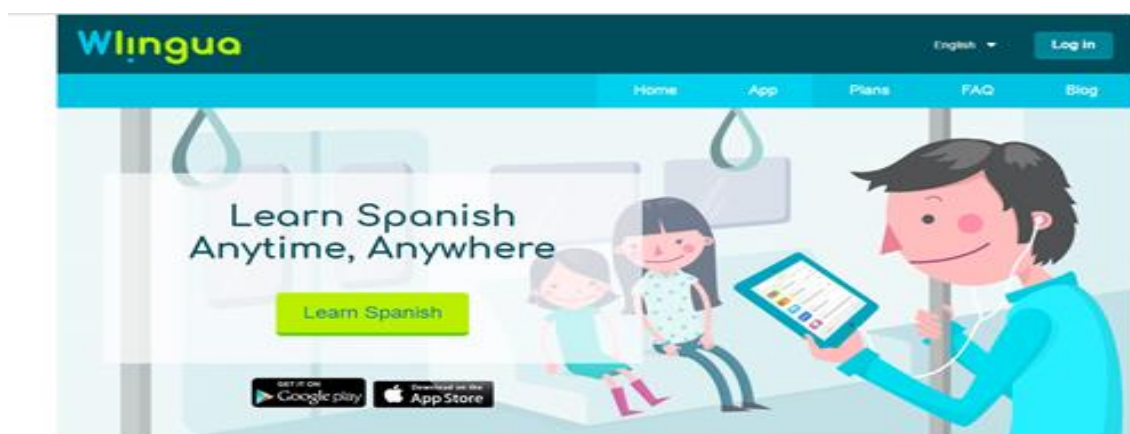 Wlingua
English
Log in
Home App Plans FAQ Blog
Learn Spanish
Anytime, Anywhere
Learn Spanish
GET IT ON
Google play
Download on the
App Store